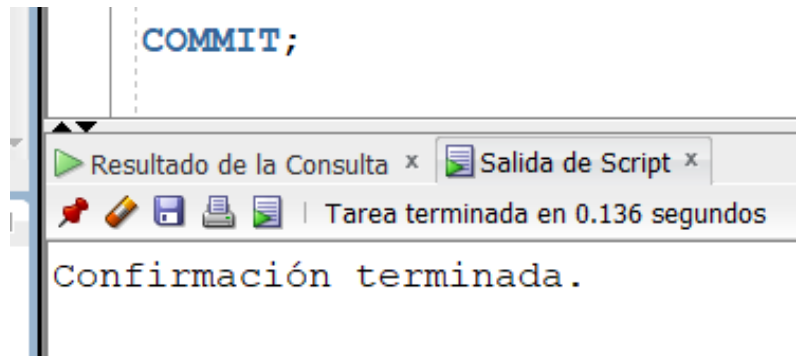 COMMIT;
Resultado de la Consulta x Salida de Script x
Tarea terminada en 0.136 segundos
Confirmación terminada.